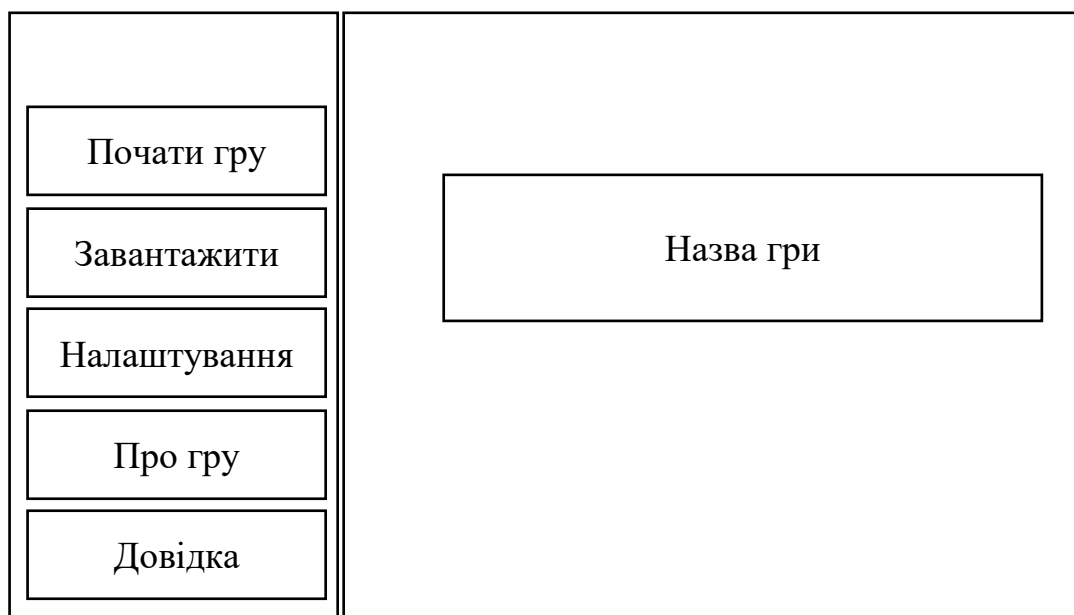 Почати гру
Завантажити
Налаштування
Про гру
Довідка
Назва гри